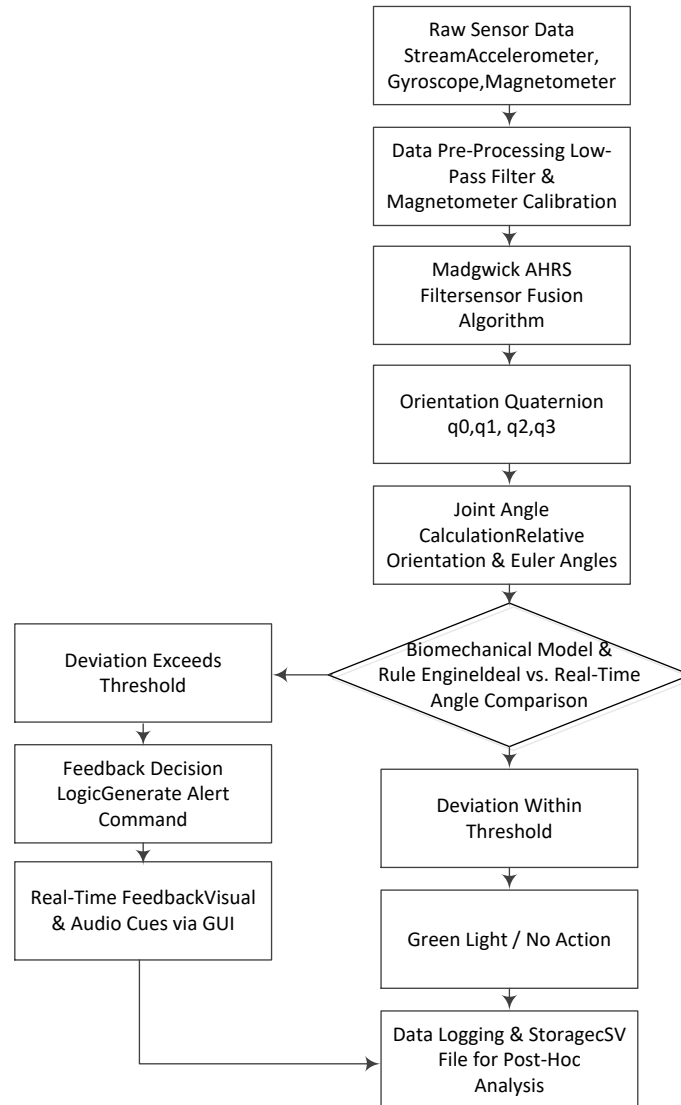 Raw Sensor Data
StreamAccelerometer,
Gyroscope,Magnetometer
Data Pre-Processing Low-
Pass Filter &
Magnetometer Calibration
Madgwick AHRS
Filtersensor Fusion
Algorithm
Orientation Quaternion
q0,q1, q2,q3
Joint Angle
CalculationRelative
Orientation & Euler Angles
Biomechanical Model &
Rule EngineIdeal vs. Real-Time
Angle Comparison
Deviation Exceeds
Threshold
Feedback Decision
LogicGenerate Alert
Command
Real-Time FeedbackVisual
& Audio Cues via GUI
Deviation Within
Threshold
Green Light / No Action
Data Logging & StoragecSV
File for Post-Hoc
Analysis